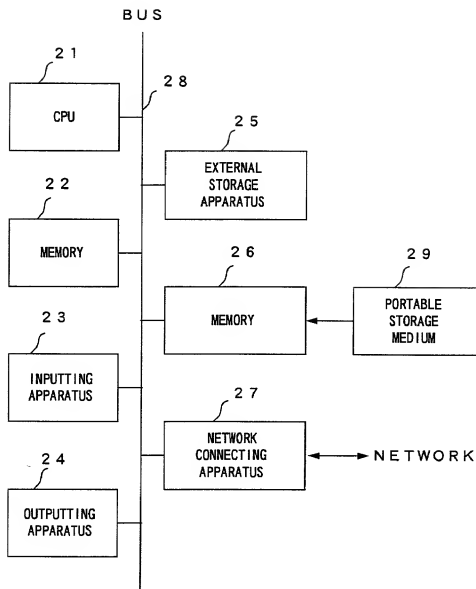 BUS
21
28
CPU
25
EXTERNAL
STORAGE
APPARATUS
22
MEMORY
26
MEMORY
29
PORTABLE
STORAGE
MEDIUM
23
INPUTTING
APPARATUS
27
NETWORK
CONNECTING
APPARATUS
NETWORK
24
OUTPUTTING
APPARATUS